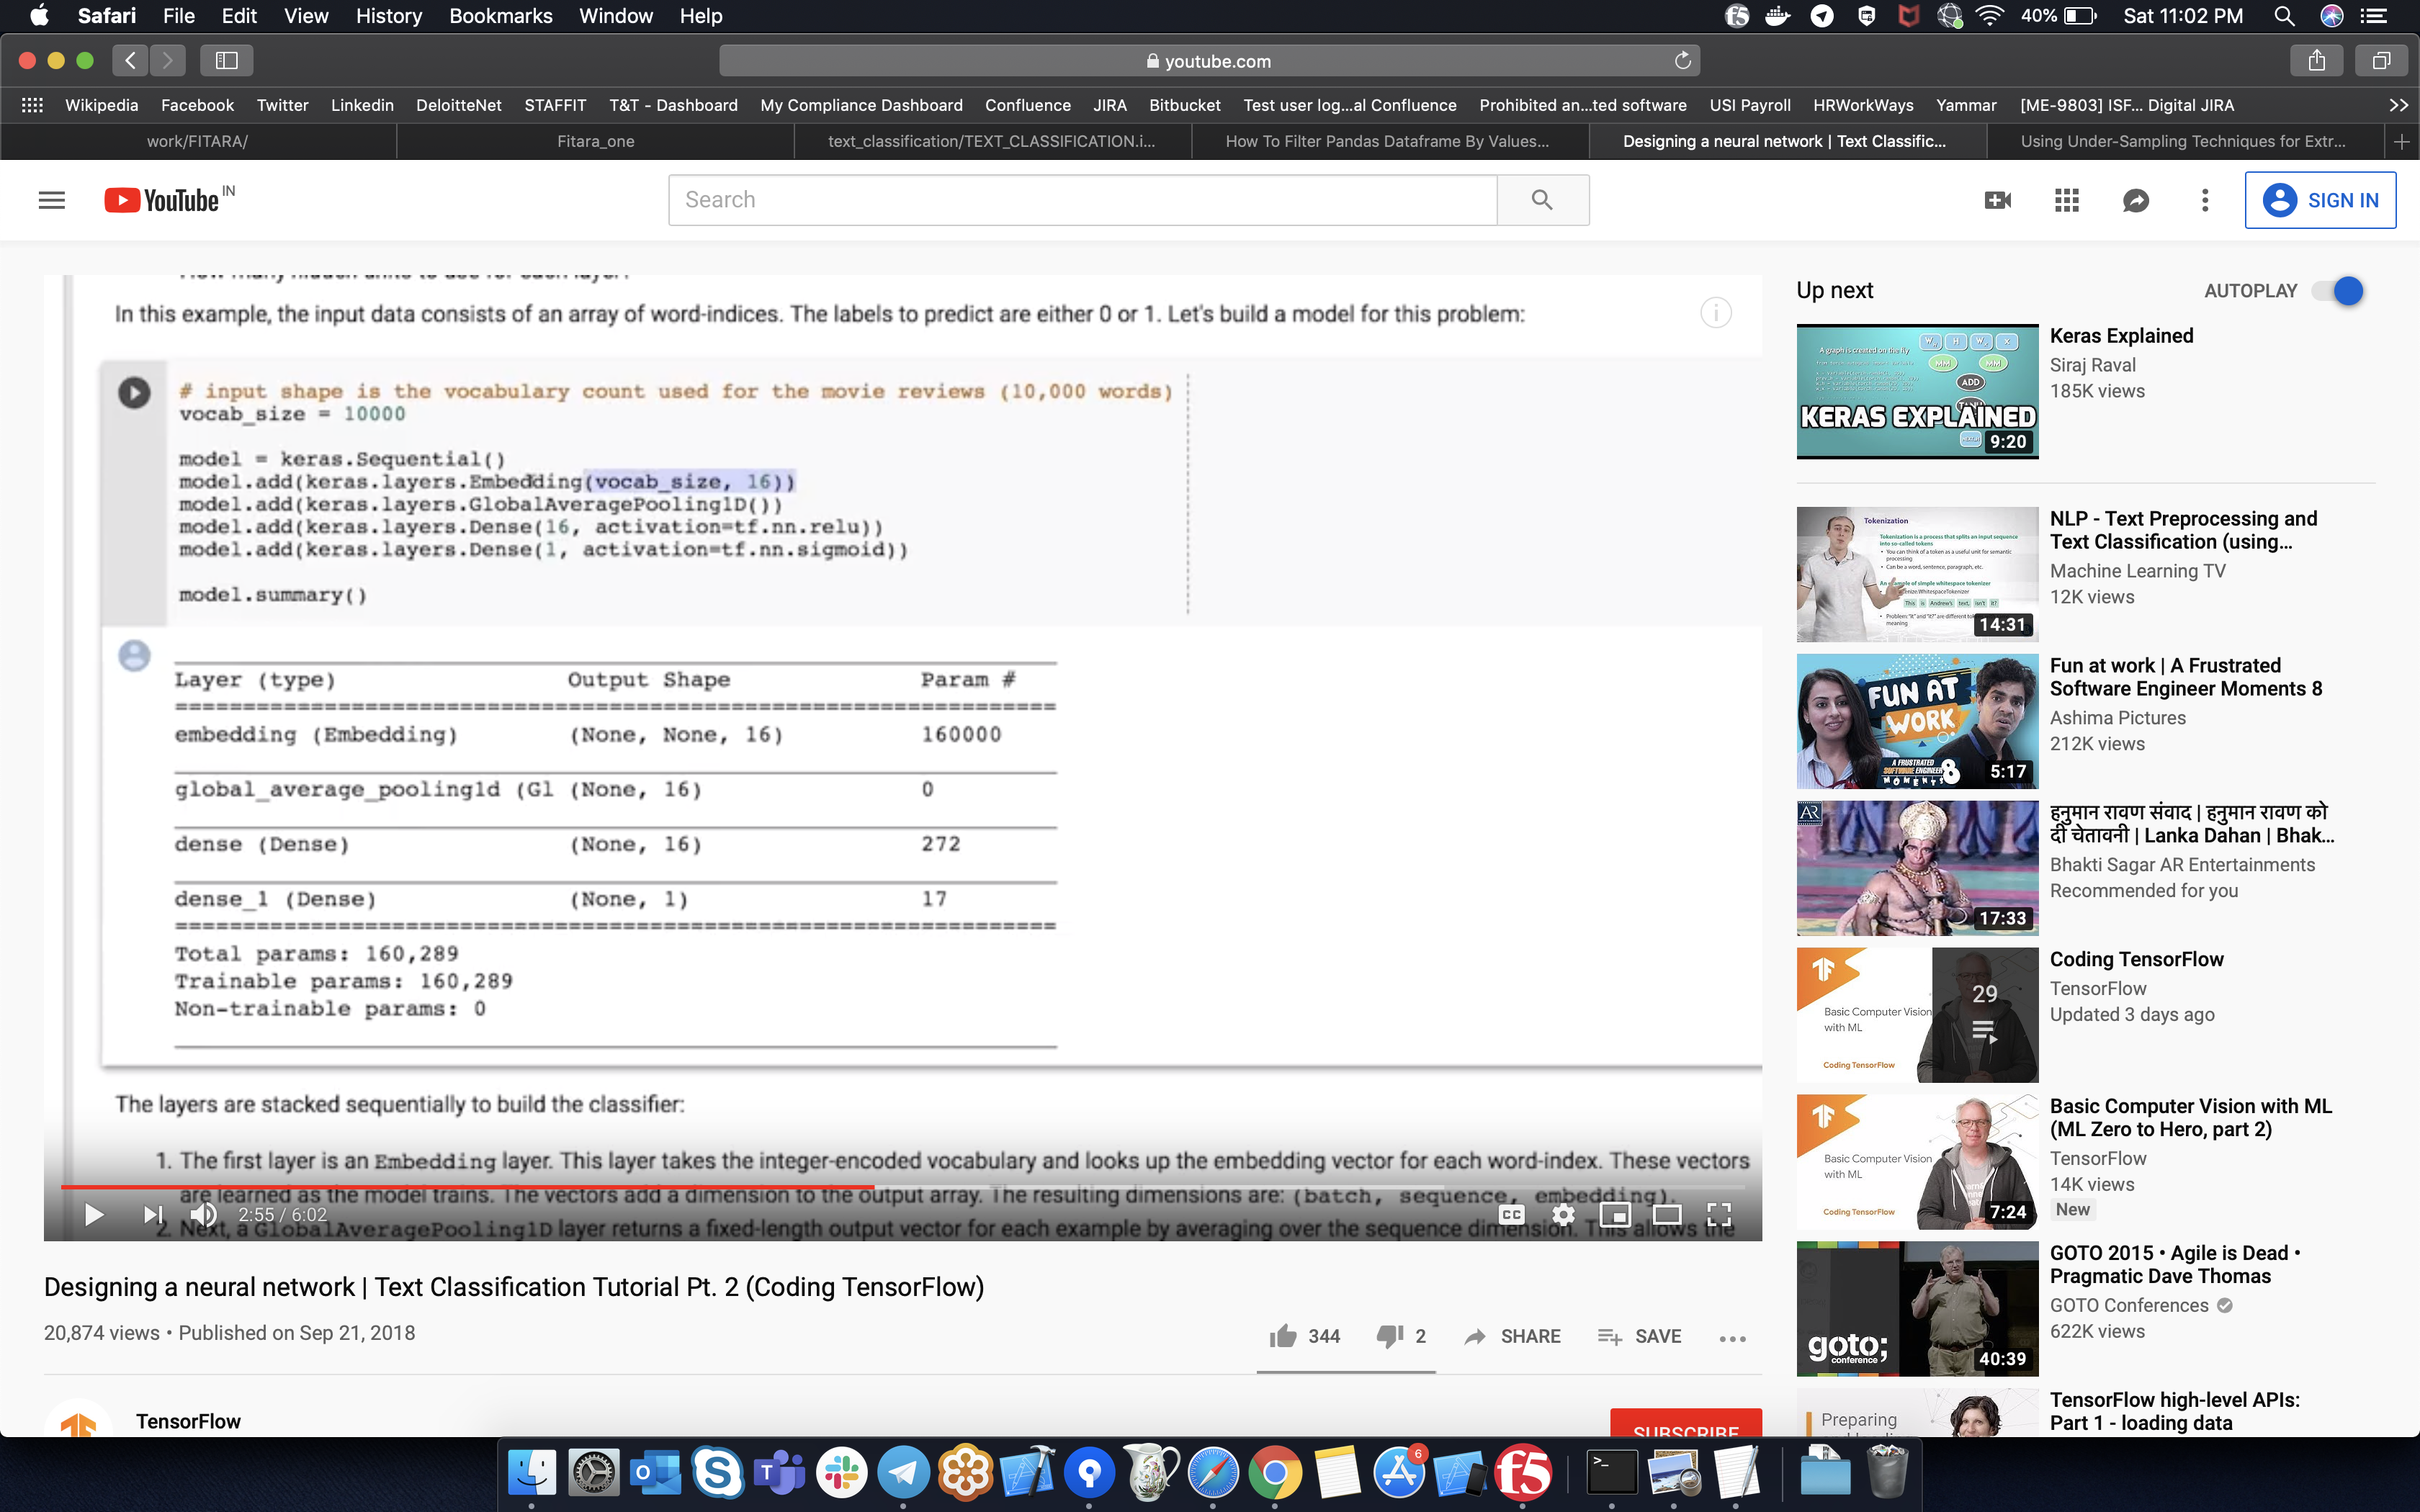 Safari File Edit View History Bookmarks Window Help 40% Sat 11:02 PM
youtube.com
Wikipedia Facebook Twitter Linkedin DeloitteNet STAFFIT T&T - Dashboard My Compliance Dashboard Confluence JIRA Bitbucket Test user log...al Confluence Prohibited an...ted software USI Payroll HRWorkWays Yammar [ME-9803] ISF... Digital JIRA
work/FITARA/ Fitara_one text_classification/TEXT_CLASSIFICATION.i... How To Filter Pandas Dataframe By Values... Designing a neural network | Text Classific... Using Under-Sampling Techniques for Extr...
YouTube IN Search SIGN IN
In this example, the input data consists of an array of word-indices. The labels to predict are either 0 or 1. Let's build a model for this problem:
# input shape is the vocabulary count used for the movie reviews (10,000 words)
vocab_size = 10000
model = keras.Sequential()
model.add(keras.layers.Embedding(vocab_size, 16))
model.add(keras.layers.GlobalAveragePooling1D())
model.add(keras.layers.Dense(16, activation=tf.nn.relu))
model.add(keras.layers.Dense(1, activation=tf.nn.sigmoid))
model.summary()
Layer (type) Output Shape Param #
embedding (Embedding) (None, None, 16) 160000
global_average_pooling1d (Gl (None, 16) 0
dense (Dense) (None, 16) 272
dense_1 (Dense) (None, 1) 17
Total params: 160,289
Trainable params: 160,289
Non-trainable params: 0
The layers are stacked sequentially to build the classifier:
1. The first layer is an Embedding layer. This layer takes the integer-encoded vocabulary and looks up the embedding vector for each word-index. These vectors
are learned as the model trains. The vectors add a dimension to the output array. The resulting dimensions are: (batch, sequence, embedding).
2. Next, a GlobalAveragePooling1D layer returns a fixed-length output vector for each example by averaging over the sequence dimension. This allows the
2:55 / 6:02
CC
Designing a neural network | Text Classification Tutorial Pt. 2 (Coding TensorFlow)
20,874 views • Published on Sep 21, 2018
344 2 SHARE SAVE
TensorFlow
SUBSCRIBE
Up next AUTOPLAY
KERAS EXPLAINED
ADD
9:20
Keras Explained
Siraj Raval
185K views
Tokenization
14:31
NLP - Text Preprocessing and
Text Classification (using...
Machine Learning TV
12K views
FUN AT
WORK
A FRUSTRATED
SOFTWARE ENGINEER
MOMENTS 8
5:17
Fun at work | A Frustrated
Software Engineer Moments 8
Ashima Pictures
212K views
AR
17:33
हनुमान रावण संवाद | हनुमान रावण को
दी चेतावनी | Lanka Dahan | Bhak...
Bhakti Sagar AR Entertainments
Recommended for you
Basic Computer Vision
with ML
Coding TensorFlow
29
Coding TensorFlow
TensorFlow
Updated 3 days ago
Basic Computer Vision
with ML
Coding TensorFlow
7:24
Basic Computer Vision with ML
(ML Zero to Hero, part 2)
TensorFlow
14K views
New
goto;
conference
40:39
GOTO 2015 • Agile is Dead •
Pragmatic Dave Thomas
GOTO Conferences
622K views
Preparing
TensorFlow high-level APIs:
Part 1 - loading data
6
f5